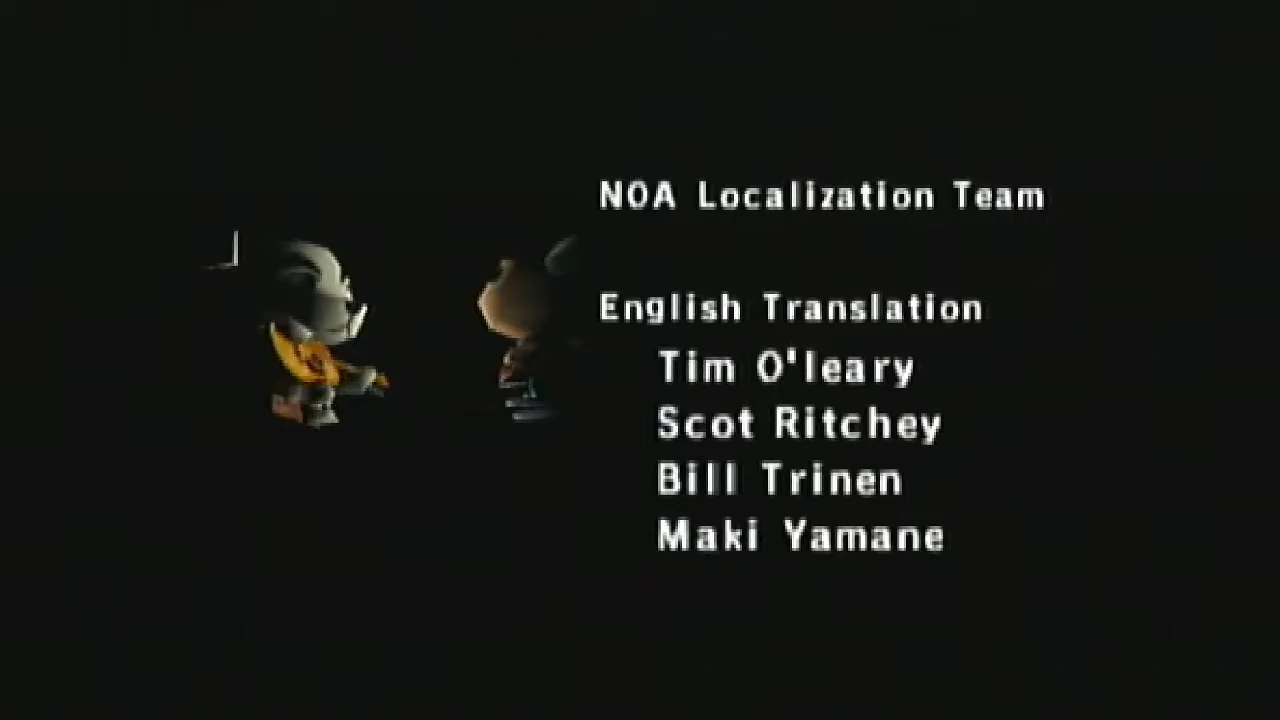 NOA Localization Team
English Translation
Tim O'leary
Scot Ritchey
Bill Trinen
Maki Yamane